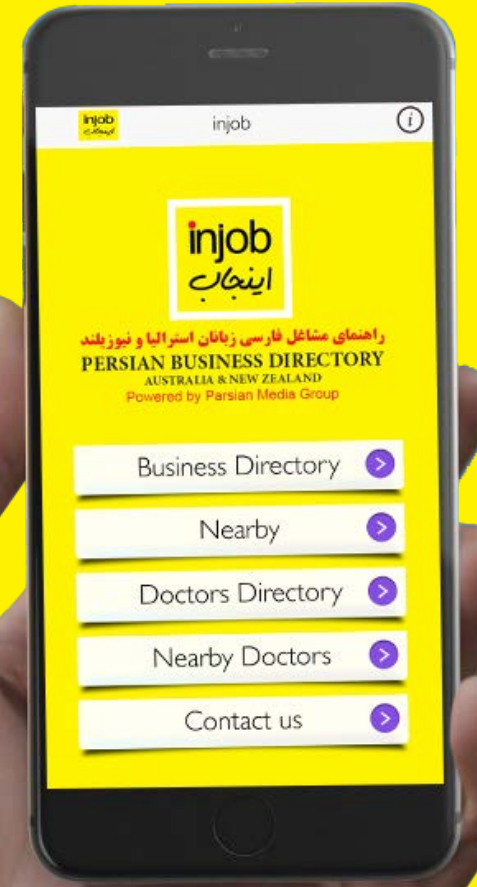 injob
اینجاب
injob
i
injob
اینجاب
راهنمای مشاغل فارسی زبانان استرالیا و نیوزیلند
PERSIAN BUSINESS DIRECTORY
AUSTRALIA & NEW ZEALAND
Powered by Parsian Media Group
Business Directory
Nearby
Doctors Directory
Nearby Doctors
Contact us